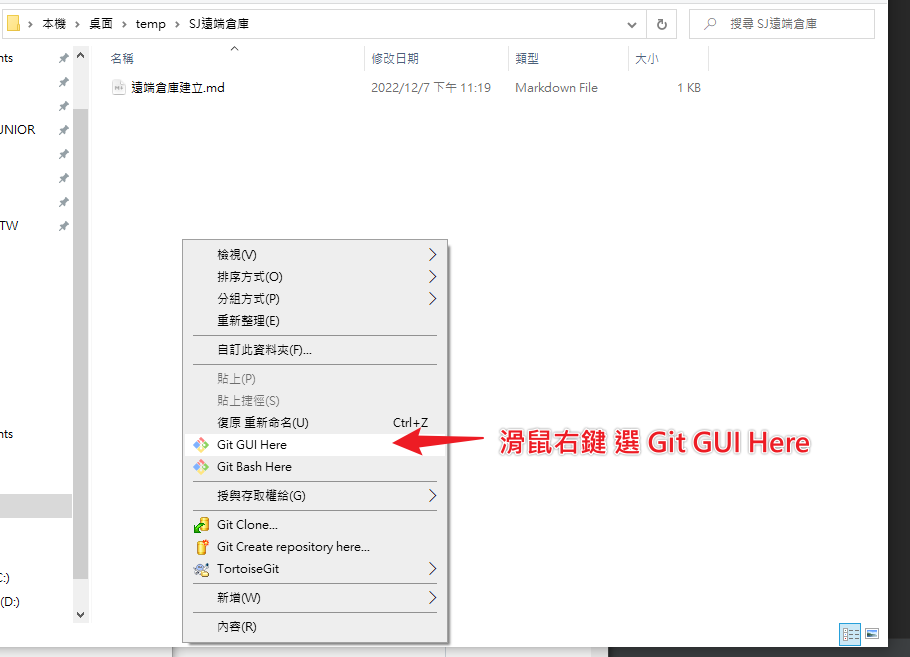 本機 › 桌面 › temp › SJ遠端倉庫
搜尋 SJ遠端倉庫
名稱 修改日期 類型 大小
遠端倉庫建立.md 2022/12/7 下午 11:19 Markdown File 1 KB
nts
UNIOR
TW
nts
C:)
(D:)
檢視(V)
排序方式(O)
分組方式(P)
重新整理(E)
自訂此資料夾(F)...
貼上(P)
貼上捷徑(S)
復原 重新命名(U) Ctrl+Z
Git GUI Here
Git Bash Here
授與存取權給(G)
Git Clone...
Git Create repository here...
TortoiseGit
新增(W)
內容(R)
滑鼠右鍵 選 Git GUI Here